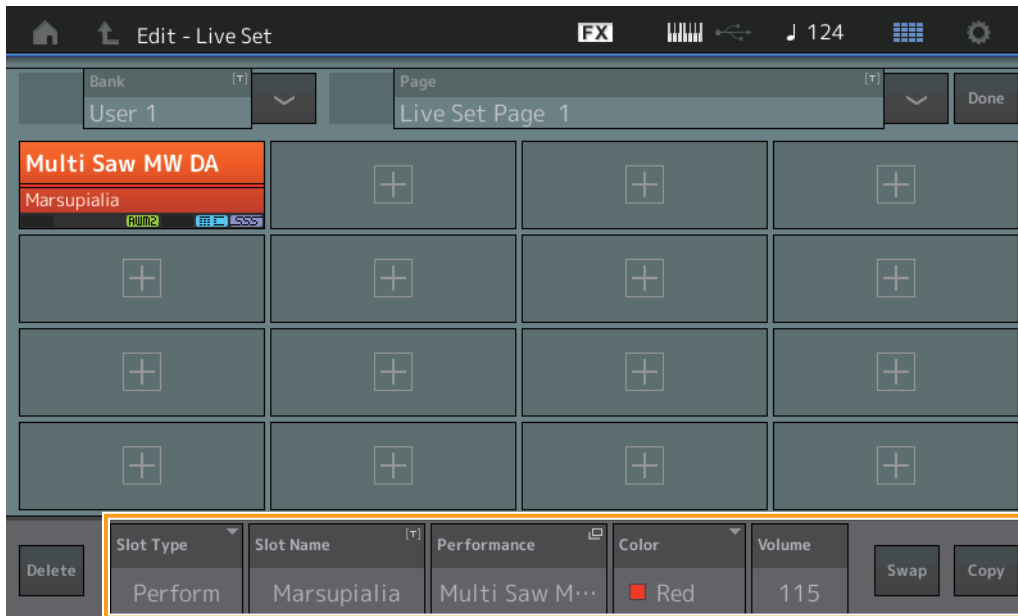 Edit - Live Set
FX
♩ 124
Bank
[T]
User 1
Page
[T]
Live Set Page 1
Done
Multi Saw MW DA
Marsupialia
AWM2
MC
SSS
Delete
Slot Type
Perform
Slot Name
[T]
Marsupialia
Performance
Multi Saw M···
Color
Red
Volume
115
Swap
Copy